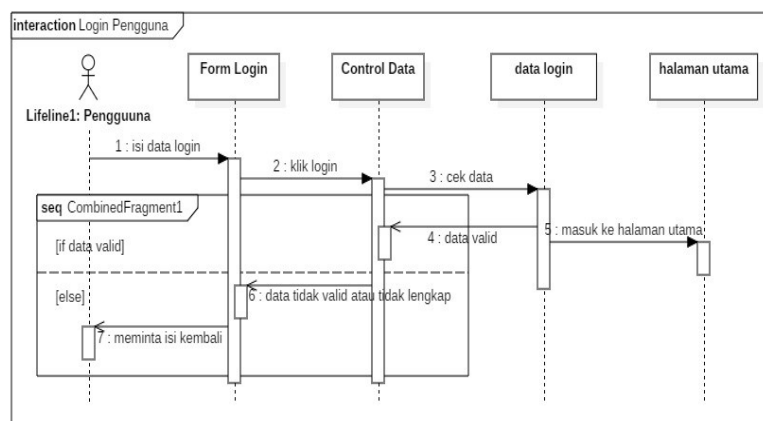 interaction Login Pengguna
Form Login
Control Data
data login
halaman utama
Lifeline1: Pengguuna
1 : isi data login
2 : klik login
3 : cek data
seq CombinedFragment1
4 : data valid
5 : masuk ke halaman utama
[if data valid]
[else]
6 : data tidak valid atau tidak lengkap
7 : meminta isi kembali